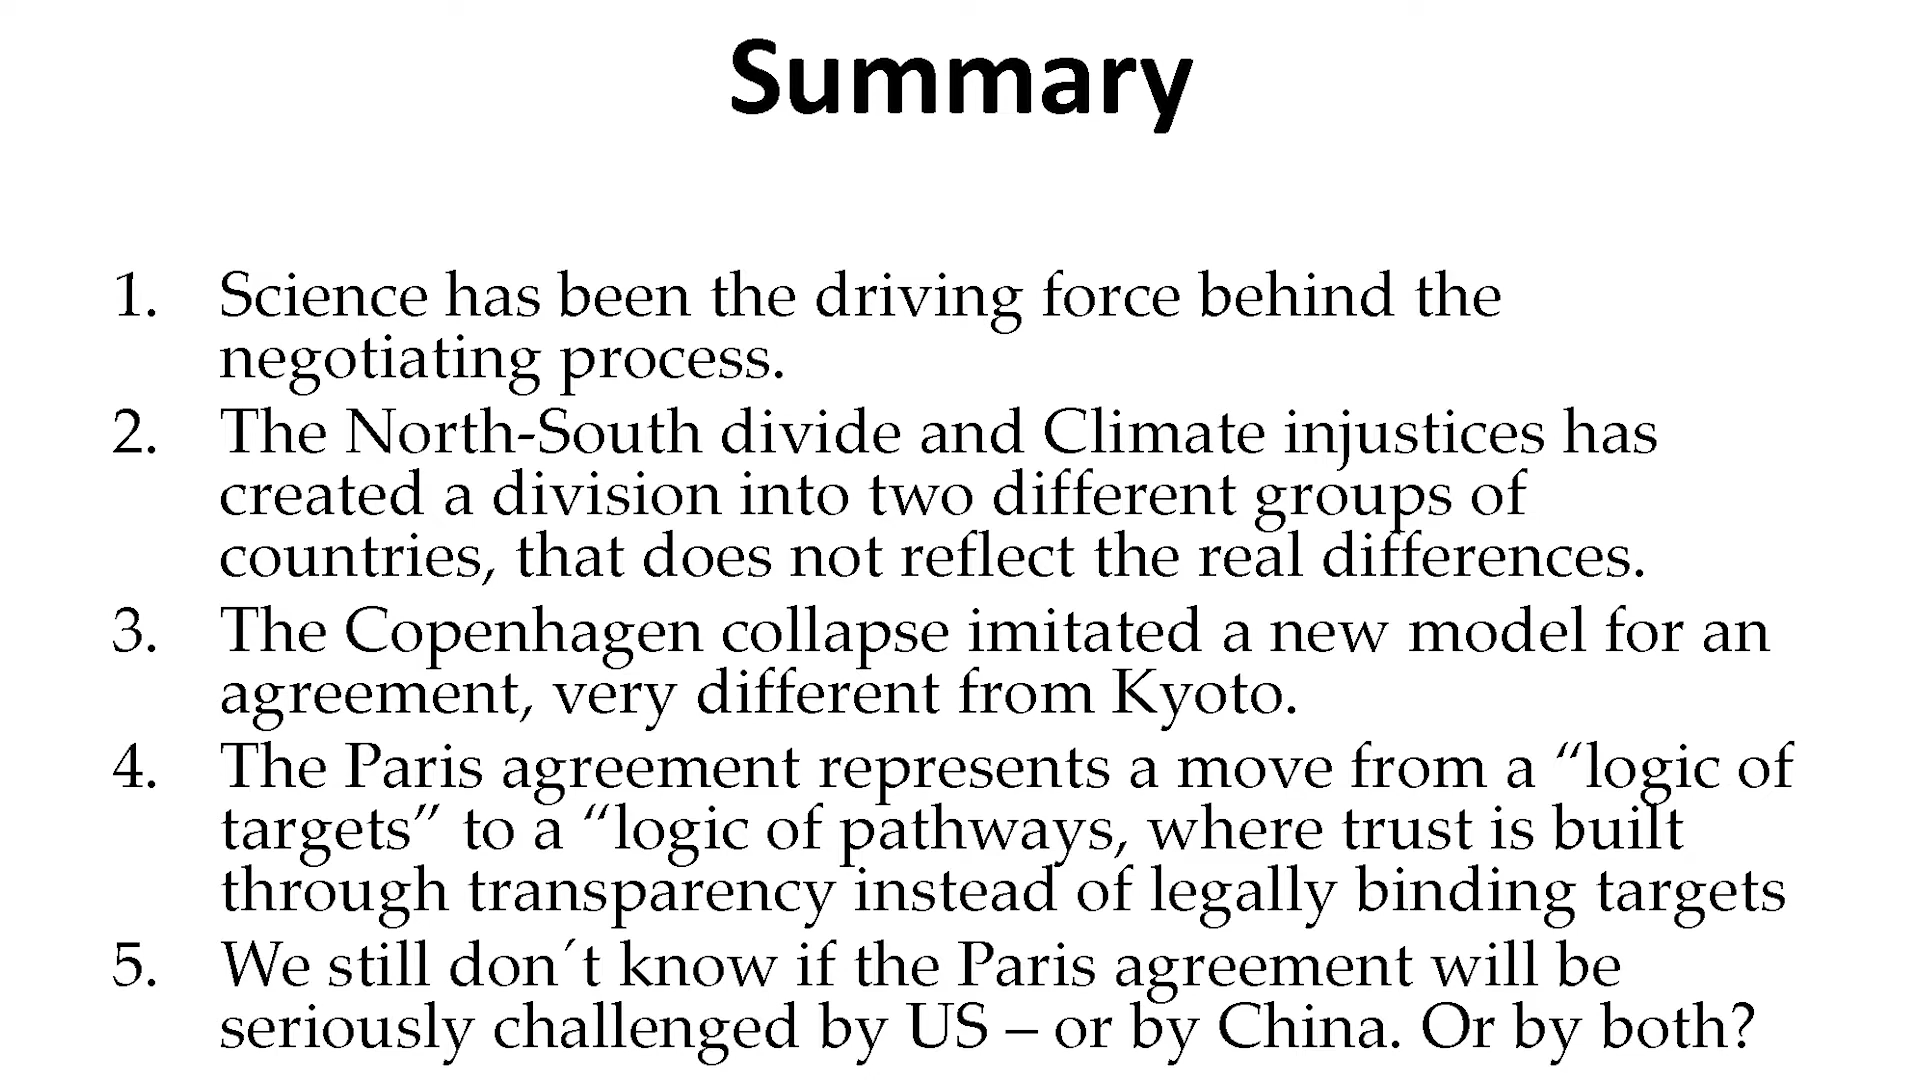 Summary
1. Science has been the driving force behind the
negotiating process.
2. The North-South divide and Climate injustices has
created a division into two different groups of
countries, that does not reflect the real differences.
3. The Copenhagen collapse imitated a new model for an
agreement, very different from Kyoto.
4. The Paris agreement represents a move from a “logic of
targets” to a “logic of pathways, where trust is built
through transparency instead of legally binding targets
5. We still don´t know if the Paris agreement will be
seriously challenged by US – or by China. Or by both?